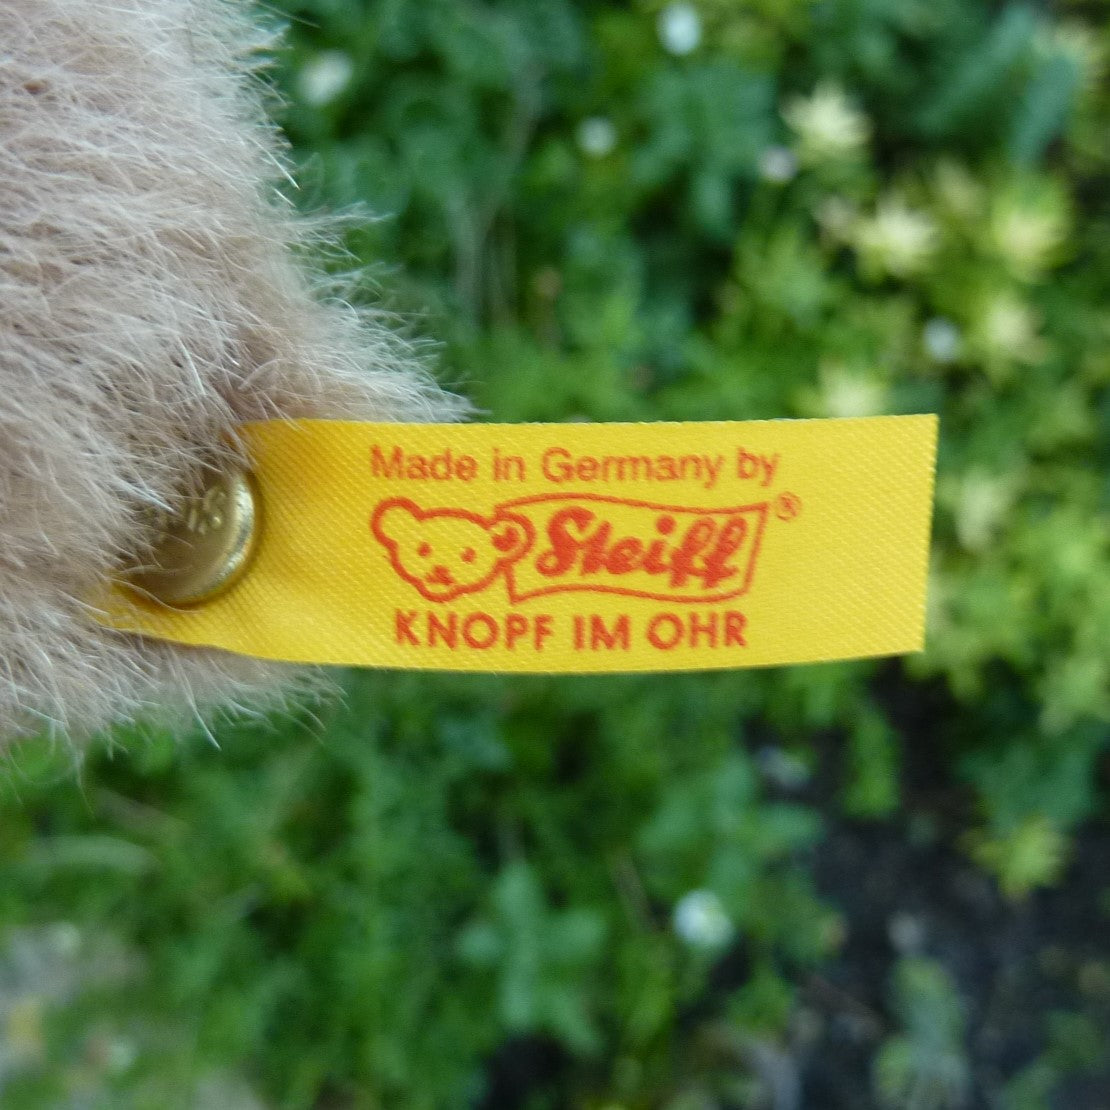 Made in Germany by
Steiff®
KNOPF IM OHR